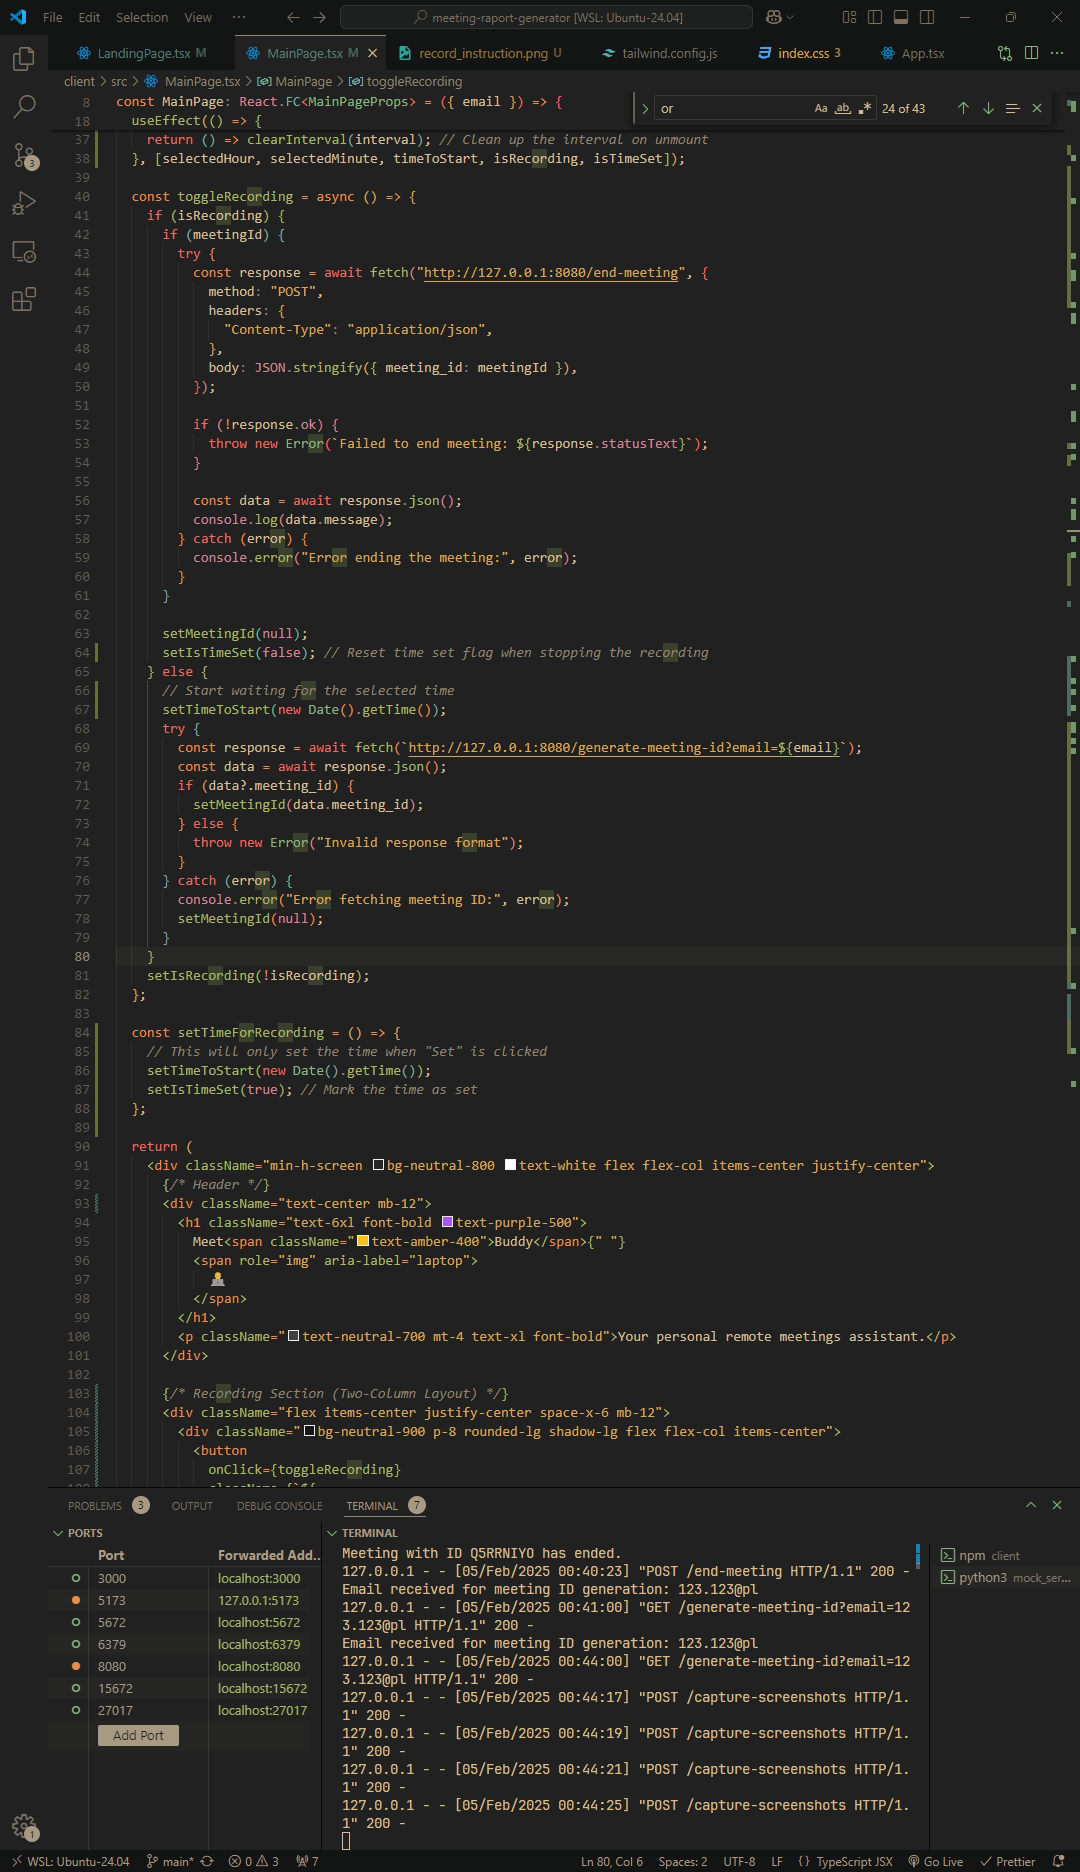 File Edit Selection View ··· meeting-raport-generator [WSL: Ubuntu-24.04]
LandingPage.tsx M MainPage.tsx M record_instruction.png U tailwind.config.js index.css 3 App.tsx
client > src > MainPage.tsx > MainPage > toggleRecording
or Aa ab 24 of 43
8 const MainPage: React.FC<MainPageProps> = ({ email }) => {
18 useEffect(() => {
37 return () => clearInterval(interval); // Clean up the interval on unmount
38 }, [selectedHour, selectedMinute, timeToStart, isRecording, isTimeSet]);
39
40 const toggleRecording = async () => {
41 if (isRecording) {
42 if (meetingId) {
43 try {
44 const response = await fetch("http://127.0.0.1:8080/end-meeting", {
45 method: "POST",
46 headers: {
47 "Content-Type": "application/json",
48 },
49 body: JSON.stringify({ meeting_id: meetingId }),
50 });
51
52 if (!response.ok) {
53 throw new Error(`Failed to end meeting: ${response.statusText}`);
54 }
55
56 const data = await response.json();
57 console.log(data.message);
58 } catch (error) {
59 console.error("Error ending the meeting:", error);
60 }
61 }
62
63 setMeetingId(null);
64 setIsTimeSet(false); // Reset time set flag when stopping the recording
65 } else {
66 // Start waiting for the selected time
67 setTimeToStart(new Date().getTime());
68 try {
69 const response = await fetch(`http://127.0.0.1:8080/generate-meeting-id?email=${email}`);
70 const data = await response.json();
71 if (data?.meeting_id) {
72 setMeetingId(data.meeting_id);
73 } else {
74 throw new Error("Invalid response format");
75 }
76 } catch (error) {
77 console.error("Error fetching meeting ID:", error);
78 setMeetingId(null);
79 }
80 }
81 setIsRecording(!isRecording);
82 };
83
84 const setTimeForRecording = () => {
85 // This will only set the time when "Set" is clicked
86 setTimeToStart(new Date().getTime());
87 setIsTimeSet(true); // Mark the time as set
88 };
89
90 return (
91 <div className="min-h-screen bg-neutral-800 text-white flex flex-col items-center justify-center">
92 {/* Header */}
93 <div className="text-center mb-12">
94 <h1 className="text-6xl font-bold text-purple-500">
95 Meet<span className="text-amber-400">Buddy</span>{" "}
96 <span role="img" aria-label="laptop">
97
98 </span>
99 </h1>
100 <p className="text-neutral-700 mt-4 text-xl font-bold">Your personal remote meetings assistant.</p>
101 </div>
102
103 {/* Recording Section (Two-Column Layout) */}
104 <div className="flex items-center justify-center space-x-6 mb-12">
105 <div className="bg-neutral-900 p-8 rounded-lg shadow-lg flex flex-col items-center">
106 <button
107 onClick={toggleRecording}
PROBLEMS 3 OUTPUT DEBUG CONSOLE TERMINAL 7
PORTS
Port Forwarded Add...
3000 localhost:3000
5173 127.0.0.1:5173
5672 localhost:5672
6379 localhost:6379
8080 localhost:8080
15672 localhost:15672
27017 localhost:27017
Add Port
TERMINAL
Meeting with ID Q5RRNIYO has ended.
127.0.0.1 - - [05/Feb/2025 00:40:23] "POST /end-meeting HTTP/1.1" 200 -
Email received for meeting ID generation: 123.123@pl
127.0.0.1 - - [05/Feb/2025 00:41:00] "GET /generate-meeting-id?email=12
3.123@pl HTTP/1.1" 200 -
Email received for meeting ID generation: 123.123@pl
127.0.0.1 - - [05/Feb/2025 00:44:00] "GET /generate-meeting-id?email=12
3.123@pl HTTP/1.1" 200 -
127.0.0.1 - - [05/Feb/2025 00:44:17] "POST /capture-screenshots HTTP/1.
1" 200 -
127.0.0.1 - - [05/Feb/2025 00:44:19] "POST /capture-screenshots HTTP/1.
1" 200 -
127.0.0.1 - - [05/Feb/2025 00:44:21] "POST /capture-screenshots HTTP/1.
1" 200 -
127.0.0.1 - - [05/Feb/2025 00:44:25] "POST /capture-screenshots HTTP/1.
1" 200 -
npm client
python3 mock_ser...
3
1
WSL: Ubuntu-24.04 main* 0 3 7 Ln 80, Col 6 Spaces: 2 UTF-8 LF {} TypeScript JSX Go Live Prettier